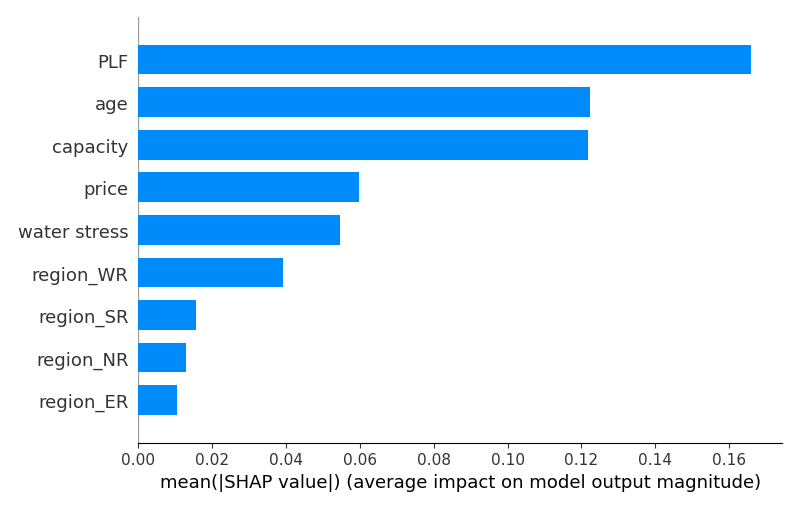 PLF
age
capacity
price
water stress
region_WR
region_SR
region_NR
region_ER
0.00 0.02 0.04 0.06 0.08 0.10 0.12 0.14 0.16
mean(|SHAP value|) (average impact on model output magnitude)